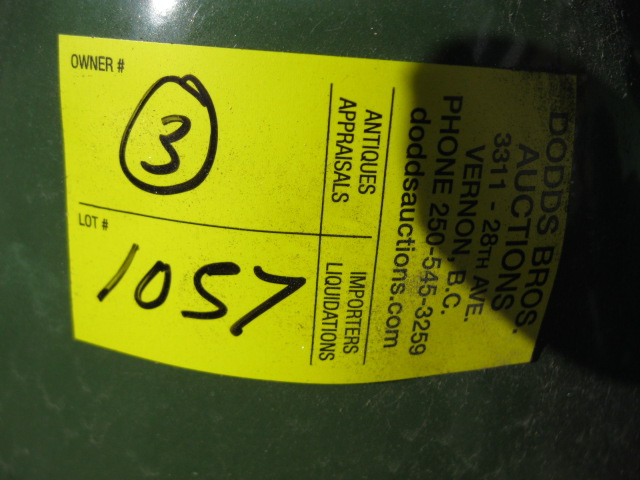 DODDS BROS.
AUCTIONS
3311 - 28TH AVE.
VERNON, B.C.
PHONE 250-545-3259
doddsauctions.com
ANTIQUES
APPRAISALS
IMPORTERS
LIQUIDATIONS
OWNER #
3
LOT #
1057